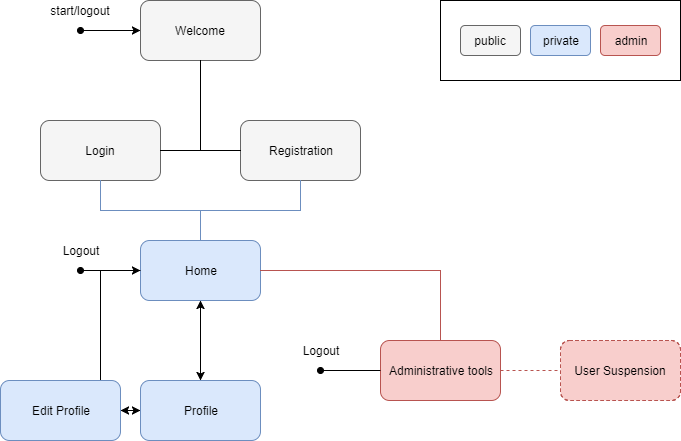 start/logout
Welcome
public
private
admin
Login
Registration
Logout
Home
Logout
Administrative tools
User Suspension
Edit Profile
Profile